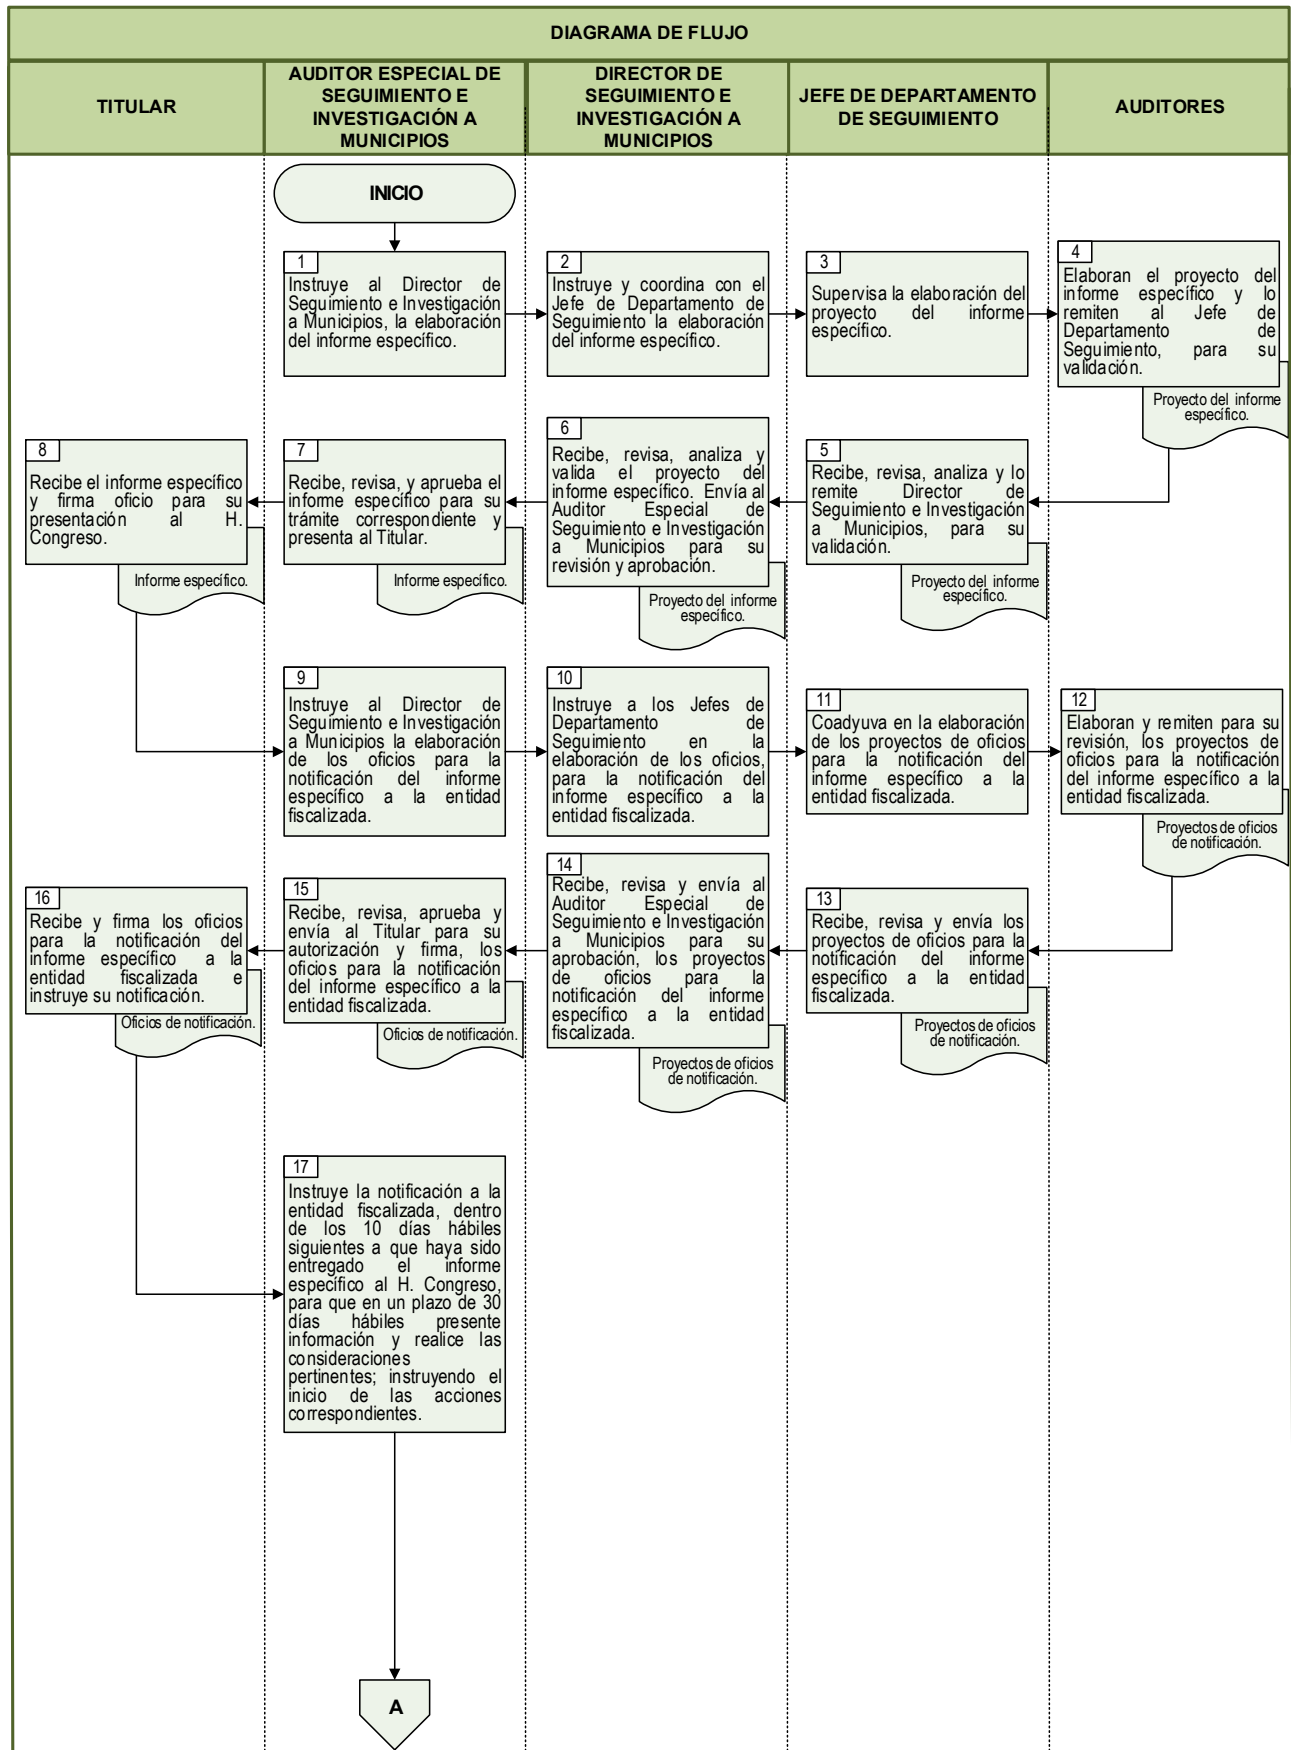 DIAGRAMA DE FLUJO
TITULAR
AUDITOR ESPECIAL DE
SEGUIMIENTO E
INVESTIGACIÓN A
MUNICIPIOS
DIRECTOR DE
SEGUIMIENTO E
INVESTIGACIÓN A
MUNICIPIOS
JEFE DE DEPARTAMENTO
DE SEGUIMIENTO
AUDITORES
INICIO
1
Instruye al Director de
Seguimiento e Investigación
a Municipios, la elaboración
del informe específico.
2
Instruye y coordina con el
Jefe de Departamento de
Seguimiento la elaboración
del informe específico.
3
Supervisa la elaboración del
proyecto del informe
específico.
4
Elaboran el proyecto del
informe específico y lo
remiten al Jefe de
Departamento de
Seguimiento, para su
validación.
Proyecto del informe
específico.
5
Recibe, revisa, analiza y lo
remite Director de
Seguimiento e Investigación
a Municipios, para su
validación.
Proyecto del informe
específico.
6
Recibe, revisa, analiza y
valida el proyecto del
informe específico. Envía al
Auditor Especial de
Seguimiento e Investigación
a Municipios para su
revisión y aprobación.
Proyecto del informe
específico.
7
Recibe, revisa, y aprueba el
informe específico para su
trámite correspondiente y
presenta al Titular.
Informe específico.
8
Recibe el informe específico
y firma oficio para su
presentación al H.
Congreso.
Informe específico.
9
Instruye al Director de
Seguimiento e Investigación
a Municipios la elaboración
de los oficios para la
notificación del informe
específico a la entidad
fiscalizada.
10
Instruye a los Jefes de
Departamento de
Seguimiento en la
elaboración de los oficios,
para la notificación del
informe específico a la
entidad fiscalizada.
11
Coadyuva en la elaboración
de los proyectos de oficios
para la notificación del
informe específico a la
entidad fiscalizada.
12
Elaboran y remiten para su
revisión, los proyectos de
oficios para la notificación
del informe específico a la
entidad fiscalizada.
Proyectos de oficios
de notificación.
13
Recibe, revisa y envía los
proyectos de oficios para la
notificación del informe
específico a la entidad
fiscalizada.
Proyectos de oficios
de notificación.
14
Recibe, revisa y envía al
Auditor Especial de
Seguimiento e Investigación
a Municipios para su
aprobación, los proyectos
de oficios para la
notificación del informe
específico a la entidad
fiscalizada.
Proyectos de oficios
de notificación.
15
Recibe, revisa, aprueba y
envía al Titular para su
autorización y firma, los
oficios para la notificación
del informe específico a la
entidad fiscalizada.
Oficios de notificación.
16
Recibe y firma los oficios
para la notificación del
informe específico a la
entidad fiscalizada e
instruye su notificación.
Oficios de notificación.
17
Instruye la notificación a la
entidad fiscalizada, dentro
de los 10 días hábiles
siguientes a que haya sido
entregado el informe
específico al H. Congreso,
para que en un plazo de 30
días hábiles presente
información y realice las
consideraciones
pertinentes; instruyendo el
inicio de las acciones
correspondientes.
A